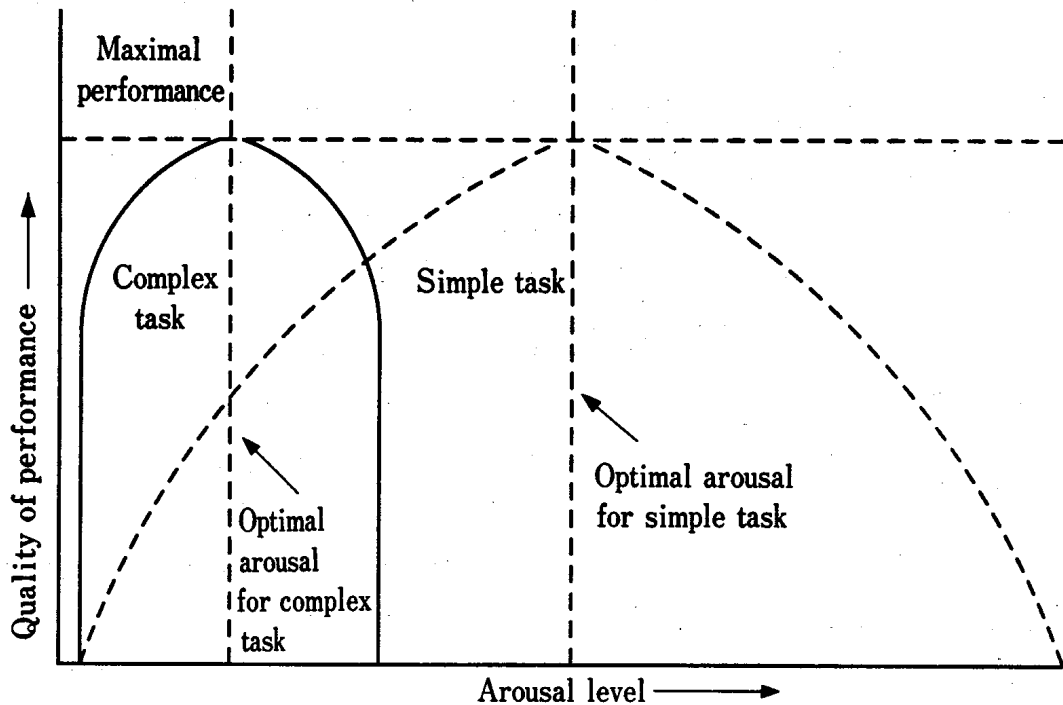 Maximal
performance
Complex
task
Simple task
Optimal
arousal
for complex
task
Optimal arousal
for simple task
Quality of performance
Arousal level